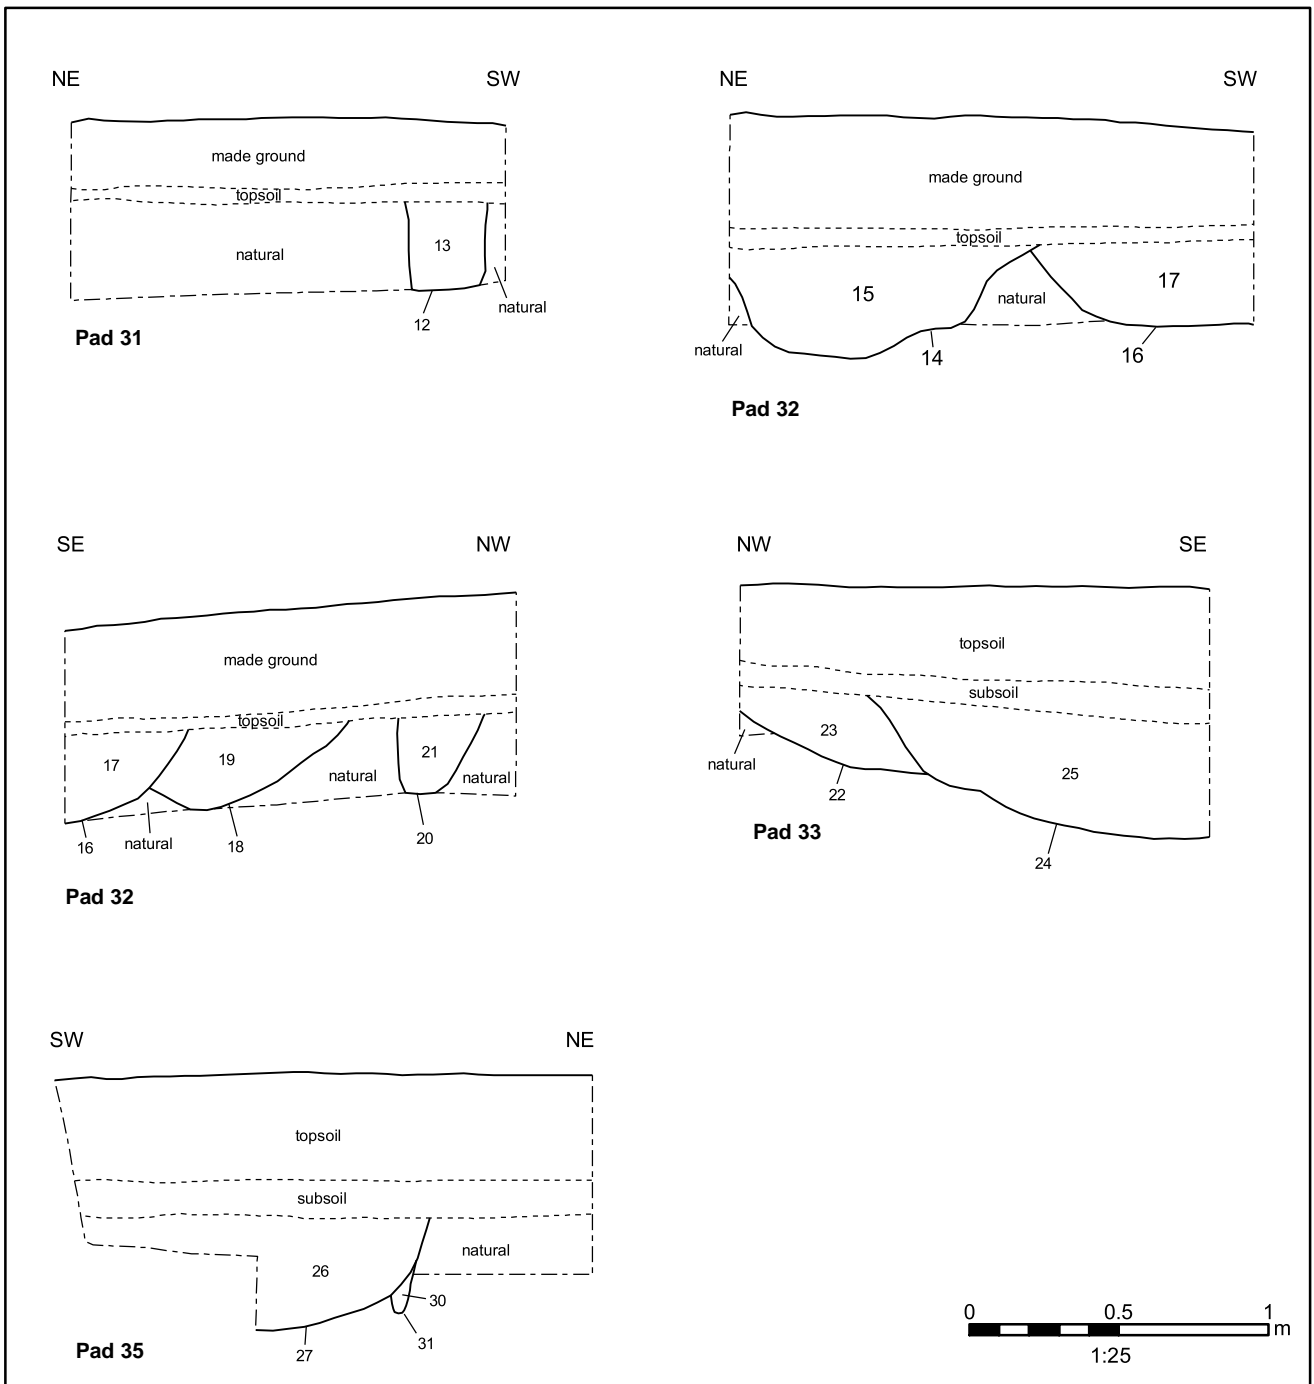 NE SW
made ground
topsoil
natural
13
natural
12
Pad 31
NE SW
made ground
topsoil
15
17
natural
natural
14
16
Pad 32
SE NW
made ground
topsoil
17
19
21
natural
natural
16
natural
18
20
Pad 32
NW SE
topsoil
subsoil
23
natural
25
22
24
Pad 33
SW NE
topsoil
subsoil
natural
26
30
31
27
Pad 35
0 0.5 1
m
1:25